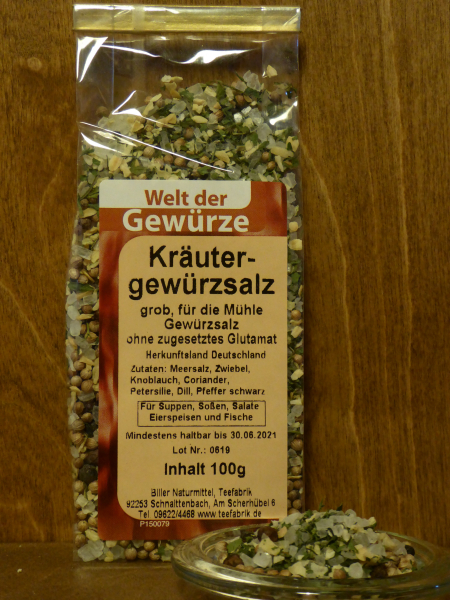 Welt der
Gewürze
Kräuter-
gewürzsalz
grob, für die Mühle
Gewürzsalz
ohne zugesetztes Glutamat
Herkunftsland Deutschland
Zutaten: Meersalz, Zwiebel,
Knoblauch, Coriander,
Petersilie, Dill, Pfeffer schwarz
Für Suppen, Soßen, Salate
Eierspeisen und Fische
Mindestens haltbar bis 30.06.2021
Lot Nr.: 0619
Inhalt 100g
Biller Naturmittel, Teefabrik
92253 Schnaittenbach, Am Scherhübel 6
Tel. 09622/4468 www.teefabrik.de
P150079